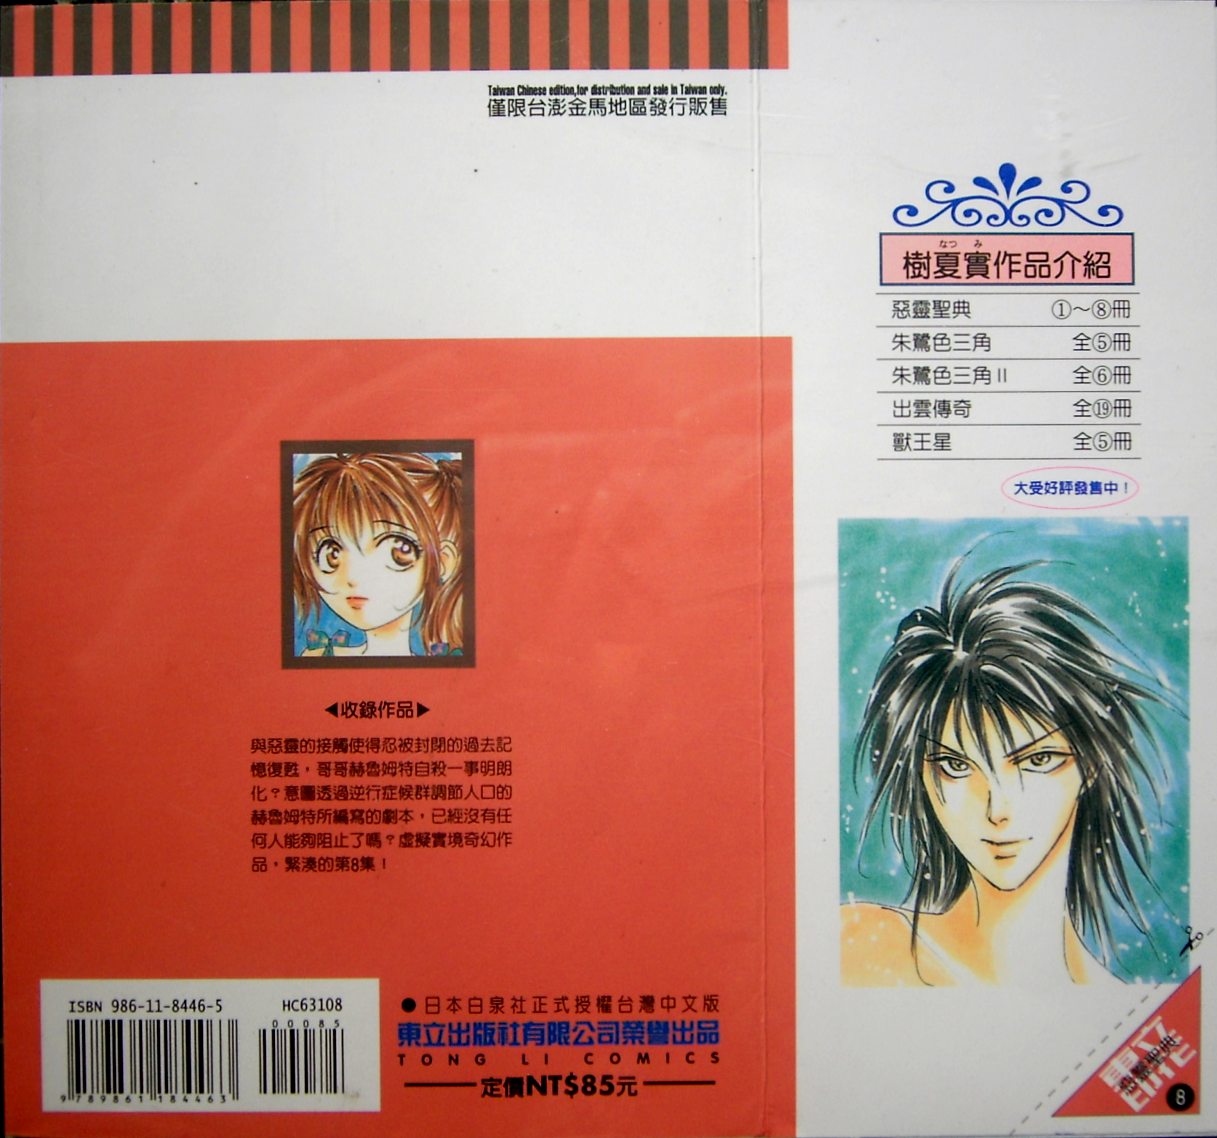 Taiwan Chinese edition,for distribution and sale in Taiwan only.
僅限台澎金馬地區發行販售
◀收錄作品▶
與惡靈的接觸使得忍被封閉的過去記
憶復甦，哥哥赫魯姆特自殺一事明朗
化？意圖透過逆行症候群調節人口的
赫魯姆特所編寫的劇本，已經沒有任
何人能夠阻止了嗎？虛擬實境奇幻作
品，緊湊的第8集！
ISBN 986-11-8446-5
HC63108
00085
9789861184463
●日本白泉社正式授權台灣中文版
東立出版社有限公司榮譽出品
TONG LI COMICS
定價NT$85元
なつ み
樹夏實作品介紹
惡靈聖典 ①～⑧冊
朱鷺色三角 全⑤冊
朱鷺色三角II 全⑥冊
出雲傳奇 全⑲冊
獸王星 全⑤冊
大受好評發售中！
東立
惡靈聖典
8